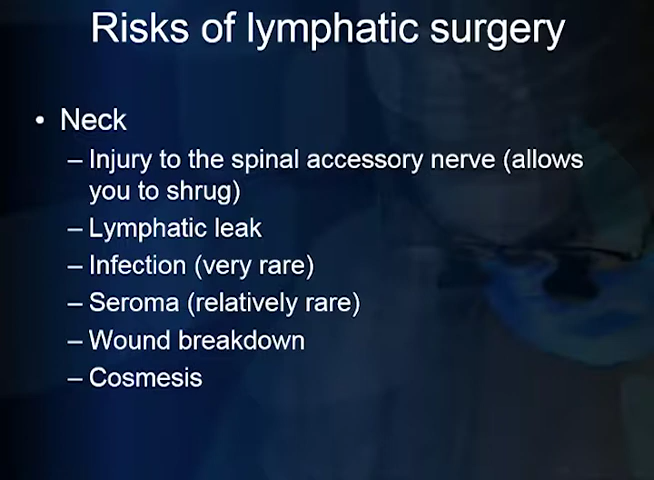 Risks of lymphatic surgery
• Neck
– Injury to the spinal accessory nerve (allows
you to shrug)
– Lymphatic leak
– Infection (very rare)
– Seroma (relatively rare)
– Wound breakdown
– Cosmesis